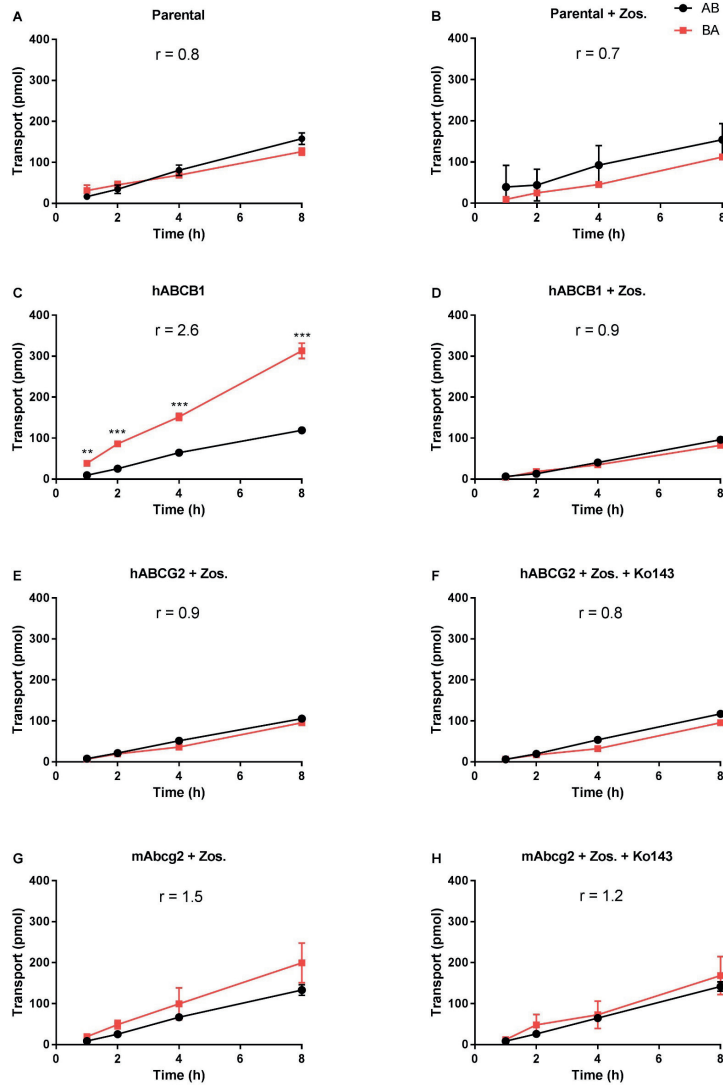 A
Parental
r = 0.8
Transport (pmol)
400
300
200
100
0
0
2
4
6
8
Time (h)
B
Parental + Zos.
AB
BA
r = 0.7
Transport (pmol)
400
300
200
100
0
0
2
4
6
8
Time (h)
C
hABCB1
r = 2.6
**
***
***
***
Transport (pmol)
400
300
200
100
0
0
2
4
6
8
Time (h)
D
hABCB1 + Zos.
r = 0.9
Transport (pmol)
400
300
200
100
0
0
2
4
6
8
Time (h)
E
hABCG2 + Zos.
r = 0.9
Transport (pmol)
400
300
200
100
0
0
2
4
6
8
Time (h)
F
hABCG2 + Zos. + Ko143
r = 0.8
Transport (pmol)
400
300
200
100
0
0
2
4
6
8
Time (h)
G
mAbcg2 + Zos.
r = 1.5
Transport (pmol)
400
300
200
100
0
0
2
4
6
8
Time (h)
H
mAbcg2 + Zos. + Ko143
r = 1.2
Transport (pmol)
400
300
200
100
0
0
2
4
6
8
Time (h)